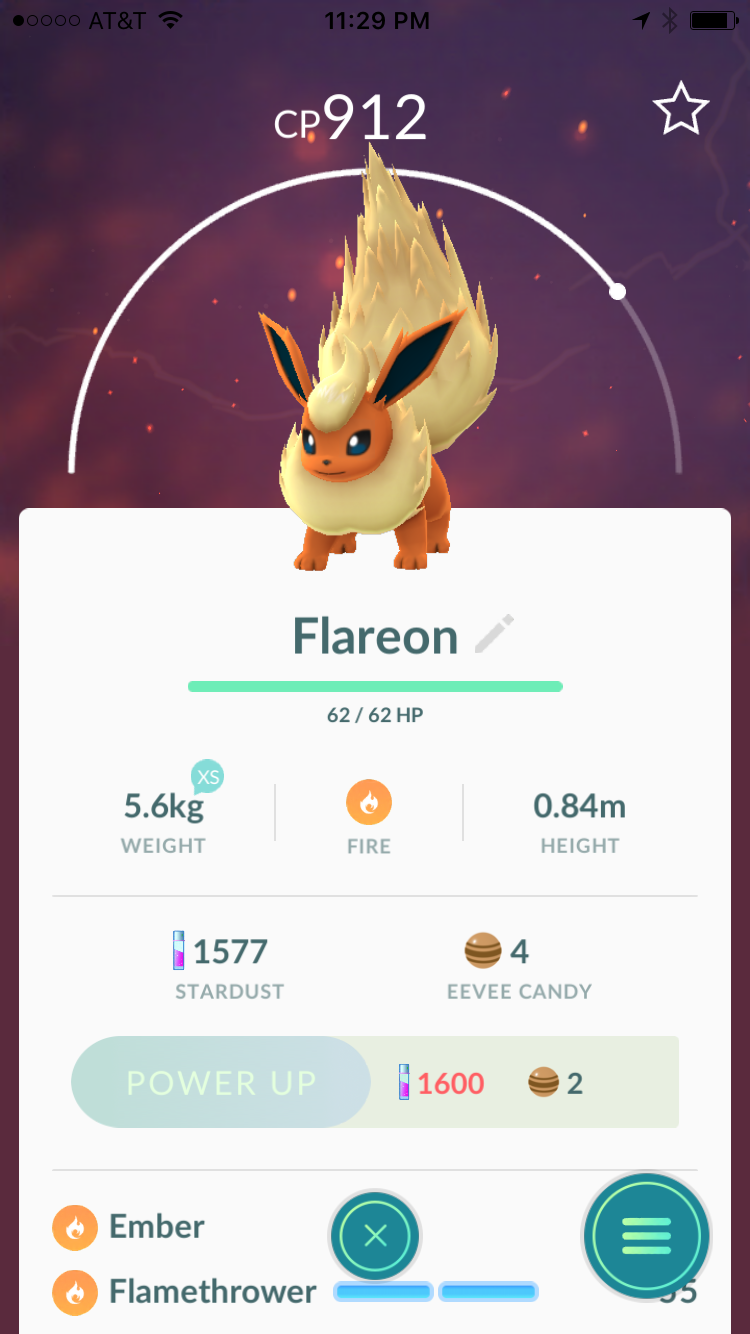 AT&T 11:29 PM
CP912
Flareon
62 / 62 HP
XS
5.6kg 0.84m
WEIGHT FIRE HEIGHT
1577 4
STARDUST EEVEE CANDY
POWER UP 1600 2
Ember
Flamethrower